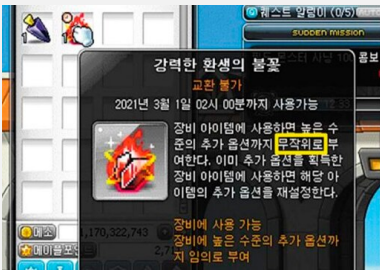 퀘스트 알림이 (0/5)
SUDDEN MISSION
강력한 환생의 불꽃
교환 불가
2021년 3월 1일 02시 00분까지 사용가능
콤보
장비 아이템에 사용하면 높은 수
준의 추가 옵션까지 무작위로 부
여한다. 이미 추가 옵션을 획득한
장비 아이템에 사용하면 해당 아
이템의 추가 옵션을 재설정한다.
장비에 사용 가능
장비에 높은 수준의 추가 옵션까
지 임의로 부여
메소
,170,322,743
메이플포